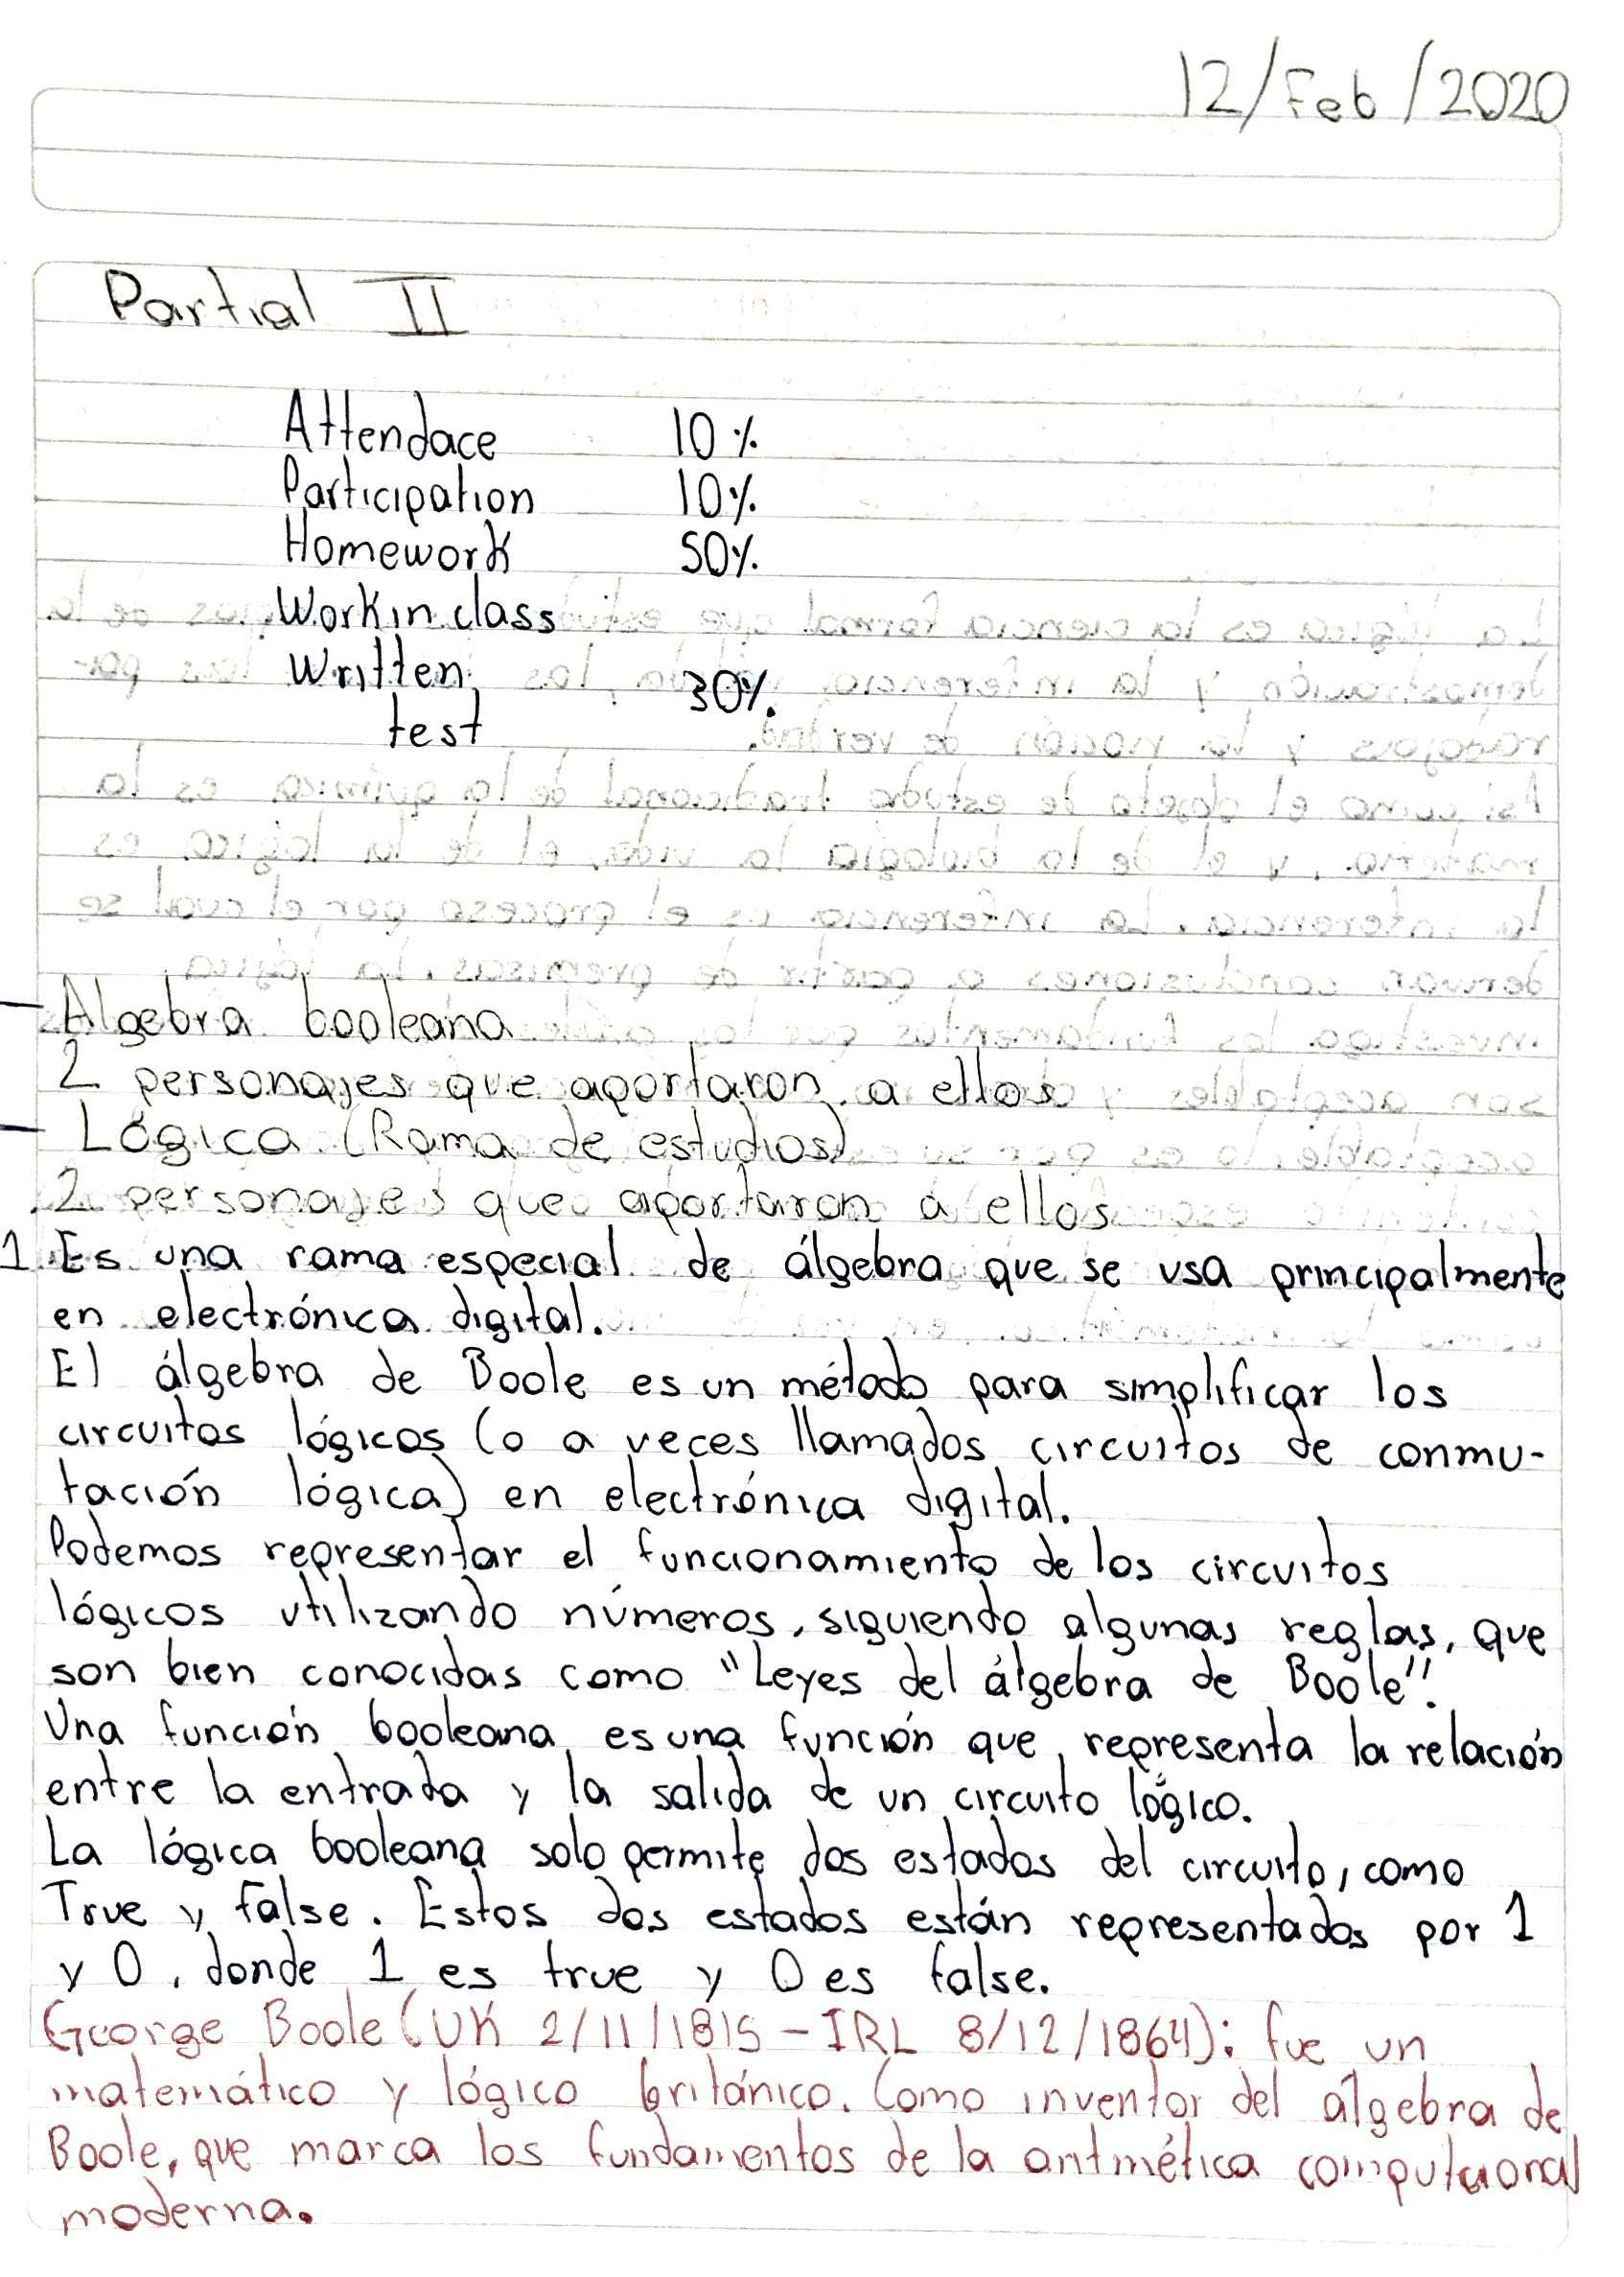 12/Feb/2020
Partial II
Attendace 10%
Participation 10%
Homework 50%
Work in class
Written 30%
test
- Algebra booleana
2 personajes que aportaron a ellos
- Lógica (Rama de estudios)
2 personajes que aportaron a ellos
1 Es una rama especial de álgebra que se usa principalmente
en electrónica digital.
El álgebra de Boole es un método para simplificar los
circuitos lógicos (o a veces llamados circuitos de conmu-
tación lógica) en electrónica digital.
Podemos representar el funcionamiento de los circuitos
lógicos utilizando números, siguiendo algunas reglas, que
son bien conocidas como "Leyes del álgebra de Boole".
Una función booleana es una función que representa la relación
entre la entrada y la salida de un circuito lógico.
La lógica booleana solo permite dos estados del circuito, como
True y False. Estos dos estados están representados por 1
y 0, donde 1 es true y 0 es false.
George Boole (UK 2/11/1815 - IRL 8/12/1864): fue un
matemático y lógico británico. Como inventor del álgebra de
Boole, que marca los fundamentos de la aritmética computacional
moderna.